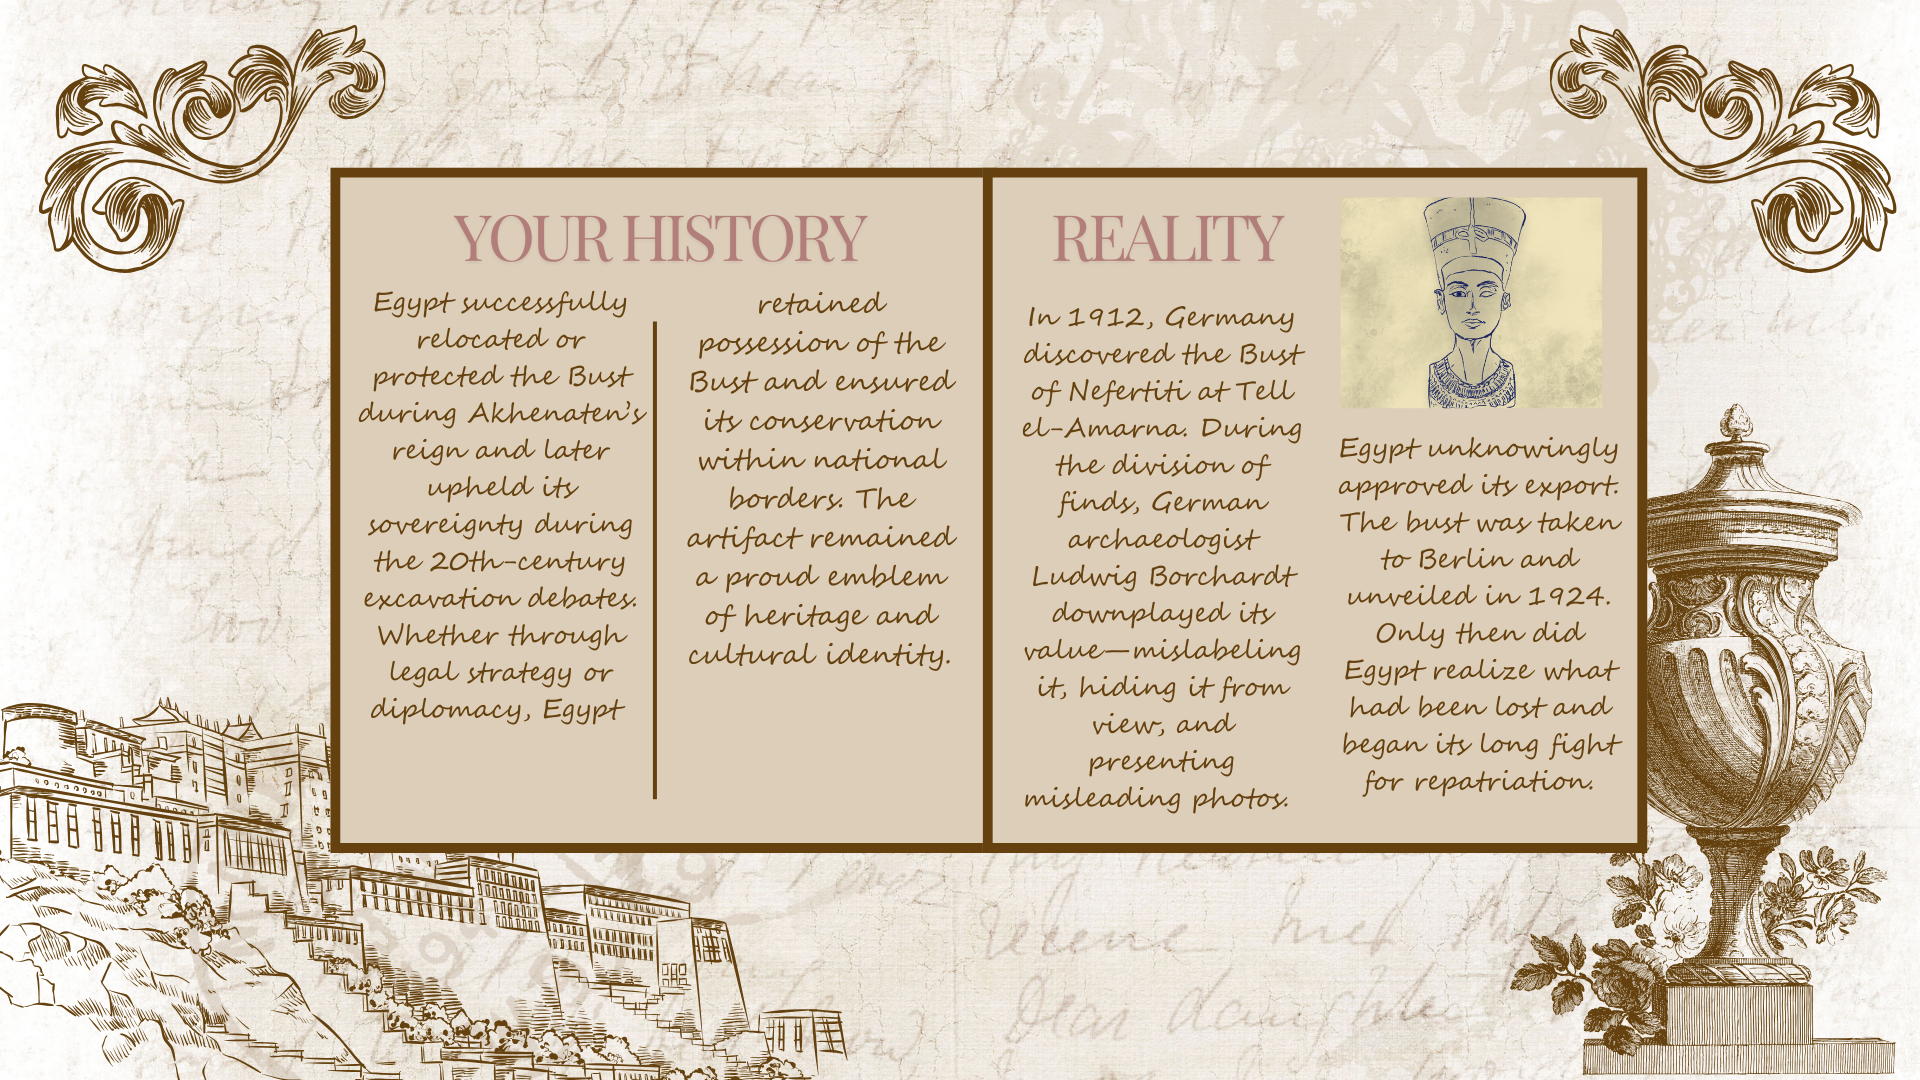 YOUR HISTORY
Egypt successfully
relocated or
protected the Bust
during Akhenaten's
reign and later
upheld its
sovereignty during
the 20th-century
excavation debates.
Whether through
legal strategy or
diplomacy, Egypt
retained
possession of the
Bust and ensured
its conservation
within national
borders. The
artifact remained
a proud emblem
of heritage and
cultural identity.
REALITY
In 1912, Germany
discovered the Bust
of Nefertiti at Tell
el-Amarna. During
the division of
finds, German
archaeologist
Ludwig Borchardt
downplayed its
value—mislabeling
it, hiding it from
view, and
presenting
misleading photos.
Egypt unknowingly
approved its export.
The bust was taken
to Berlin and
unveiled in 1924.
Only then did
Egypt realize what
had been lost and
began its long fight
for repatriation.
world
Dear daughter